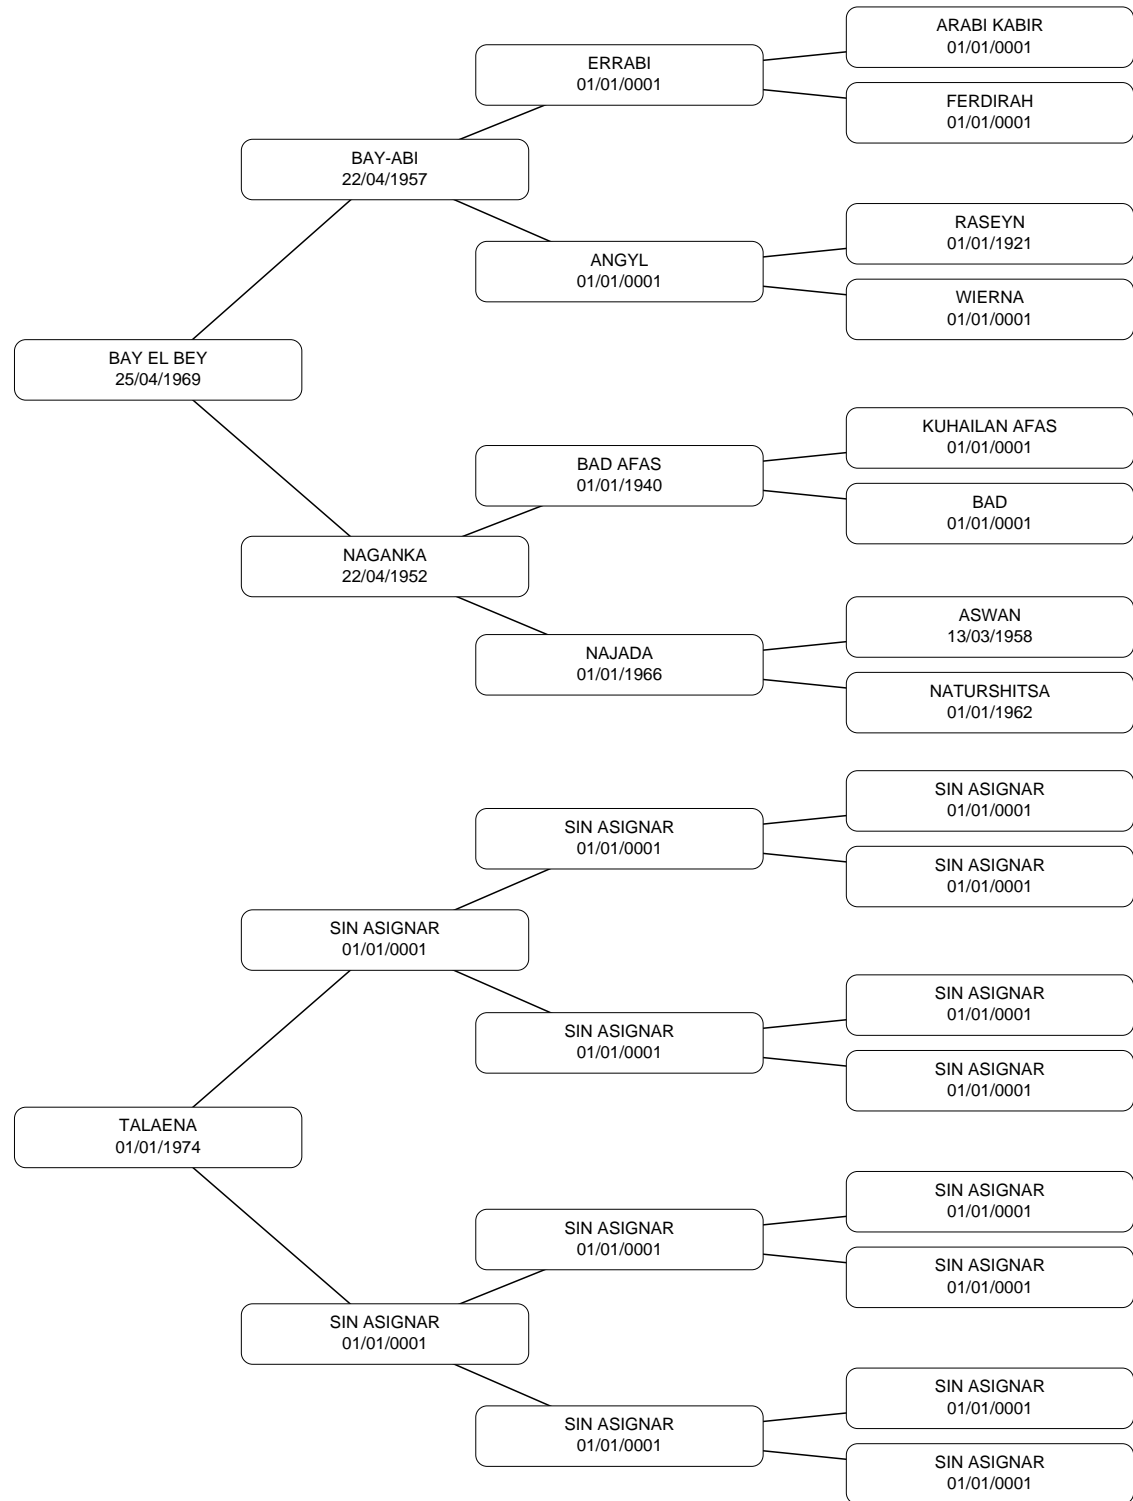 ARABI KABIR
01/01/0001
ERRABI
01/01/0001
FERDIRAH
01/01/0001
BAY-ABI
22/04/1957
RASEYN
01/01/1921
ANGYL
01/01/0001
WIERNA
01/01/0001
BAY EL BEY
25/04/1969
KUHAILAN AFAS
01/01/0001
BAD AFAS
01/01/1940
BAD
01/01/0001
NAGANKA
22/04/1952
ASWAN
13/03/1958
NAJADA
01/01/1966
NATURSHITSA
01/01/1962
SIN ASIGNAR
01/01/0001
SIN ASIGNAR
01/01/0001
SIN ASIGNAR
01/01/0001
SIN ASIGNAR
01/01/0001
SIN ASIGNAR
01/01/0001
SIN ASIGNAR
01/01/0001
SIN ASIGNAR
01/01/0001
TALAENA
01/01/1974
SIN ASIGNAR
01/01/0001
SIN ASIGNAR
01/01/0001
SIN ASIGNAR
01/01/0001
SIN ASIGNAR
01/01/0001
SIN ASIGNAR
01/01/0001
SIN ASIGNAR
01/01/0001
SIN ASIGNAR
01/01/0001